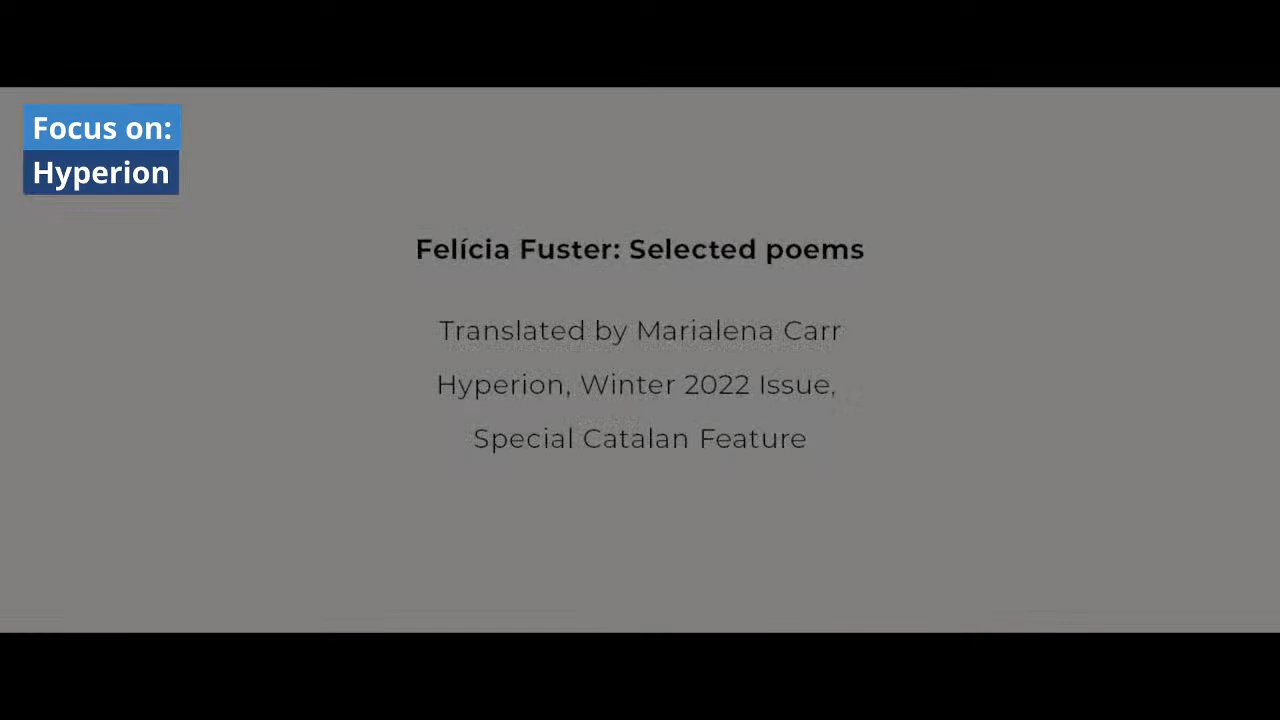 Focus on:
Hyperion
Felícia Fuster: Selected poems
Translated by Marialena Carr
Hyperion, Winter 2022 Issue,
Special Catalan Feature